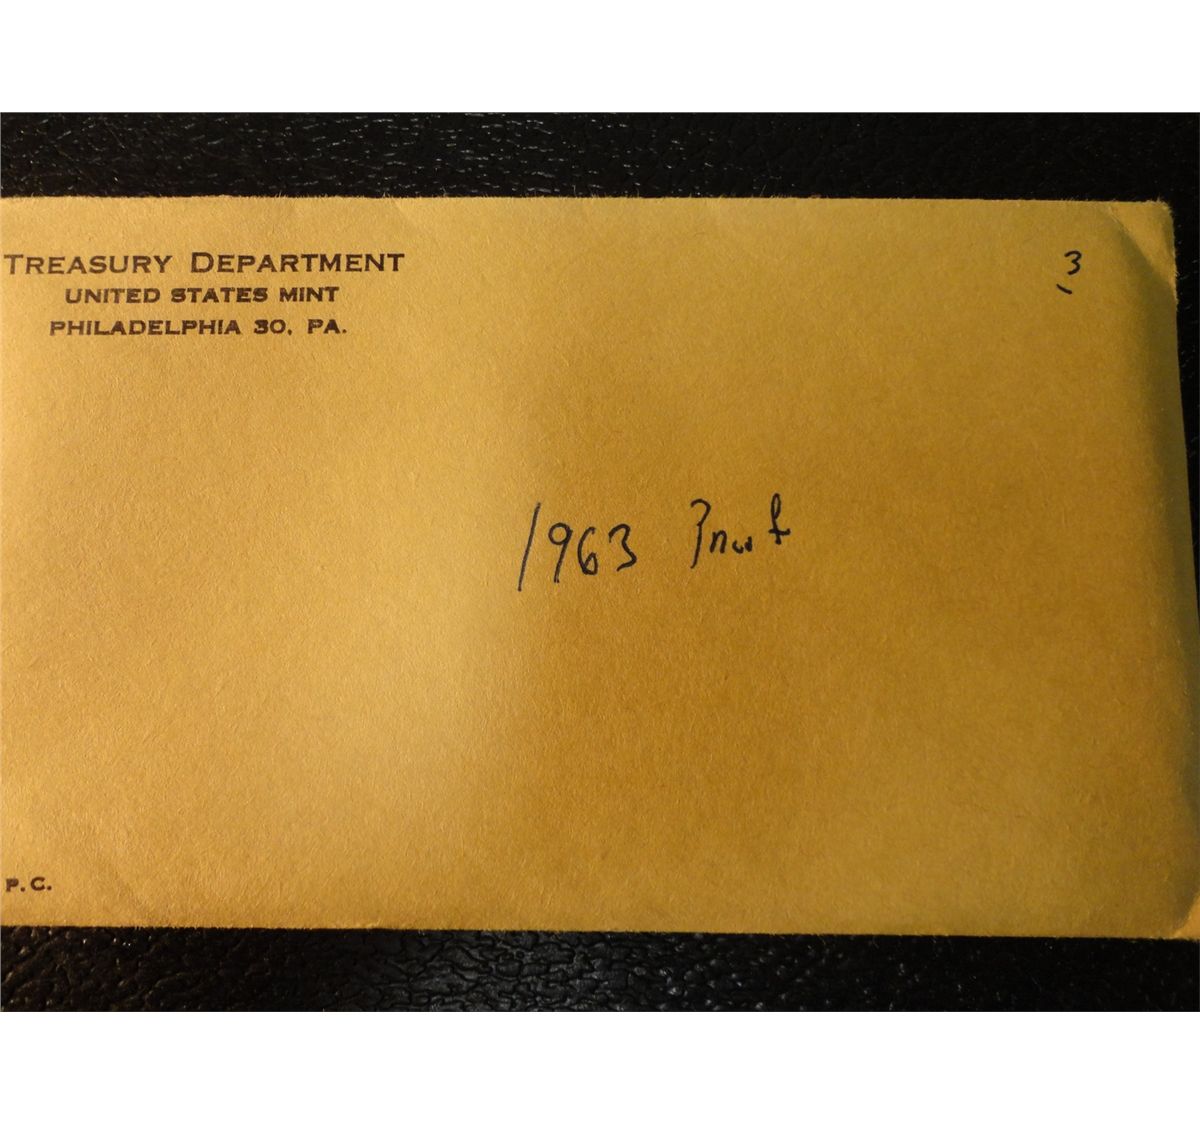 TREASURY DEPARTMENT
UNITED STATES MINT
PHILADELPHIA 30, PA.
3
1963 Proof
P.C.